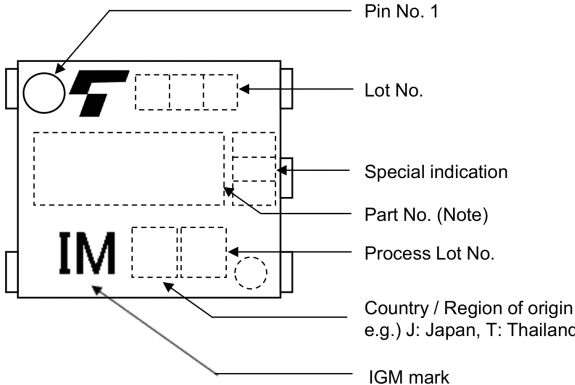 Pin No. 1
Lot No.
Special indication
Part No. (Note)
IM
Process Lot No.
Country / Region of origin
e.g.) J: Japan, T: Thailand
IGM mark